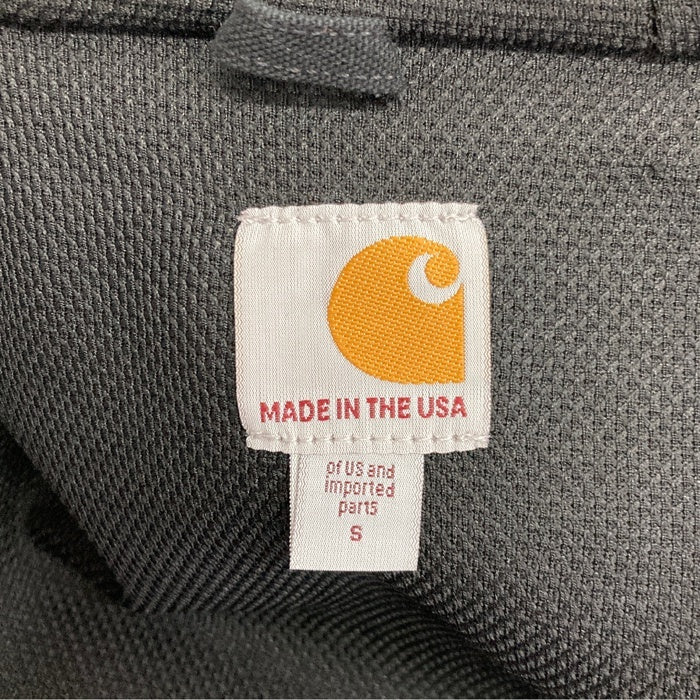 MADE IN THE USA
of US and
imported
parts
S